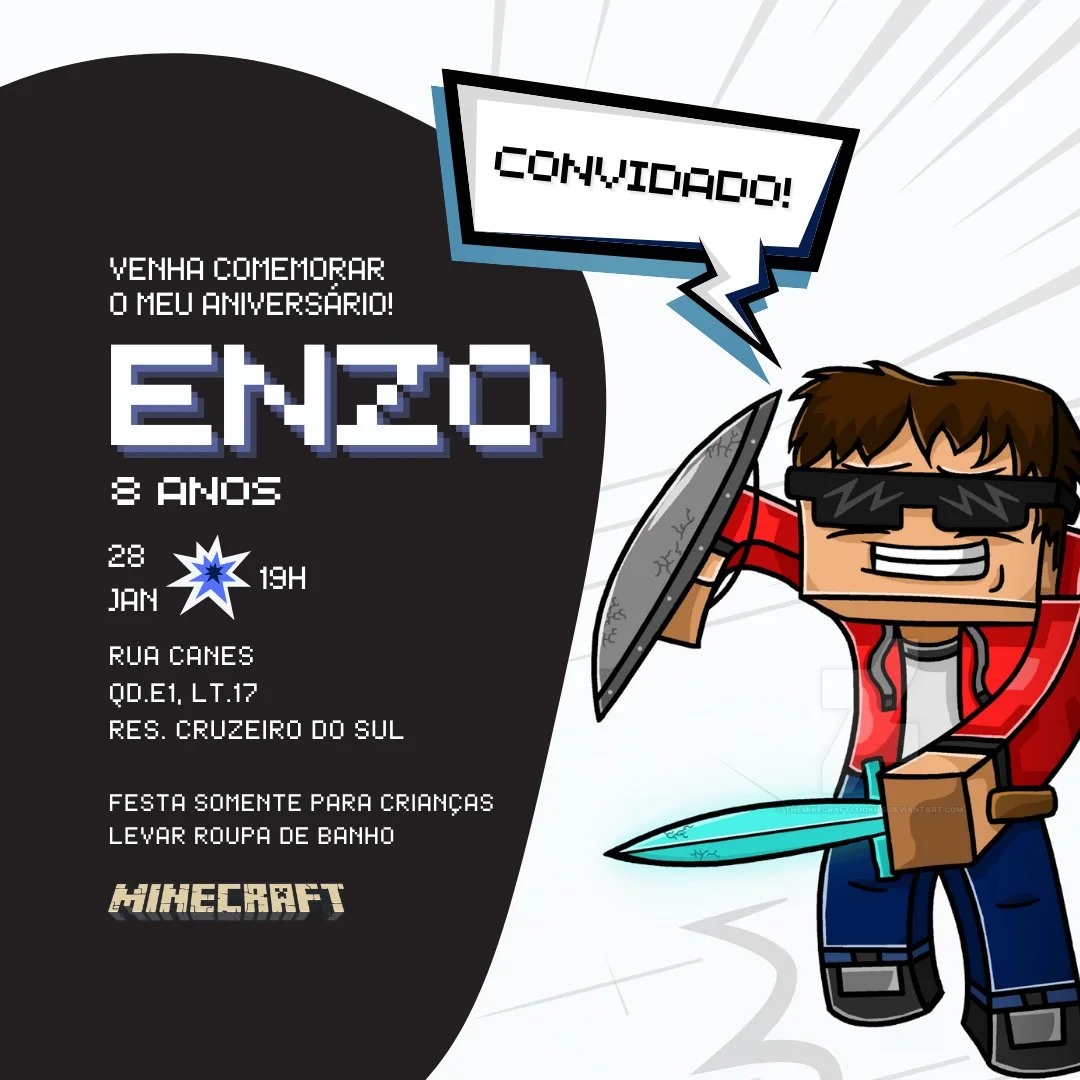 CONVIDADO!
VENHA COMEMORAR
O MEU ANIVERSÁRIO!
ENZO
8 ANOS
28
JAN
19H
RUA CANES
QD.E1, LT.17
RES. CRUZEIRO DO SUL
FESTA SOMENTE PARA CRIANÇAS
LEVAR ROUPA DE BANHO
MINECRAFT